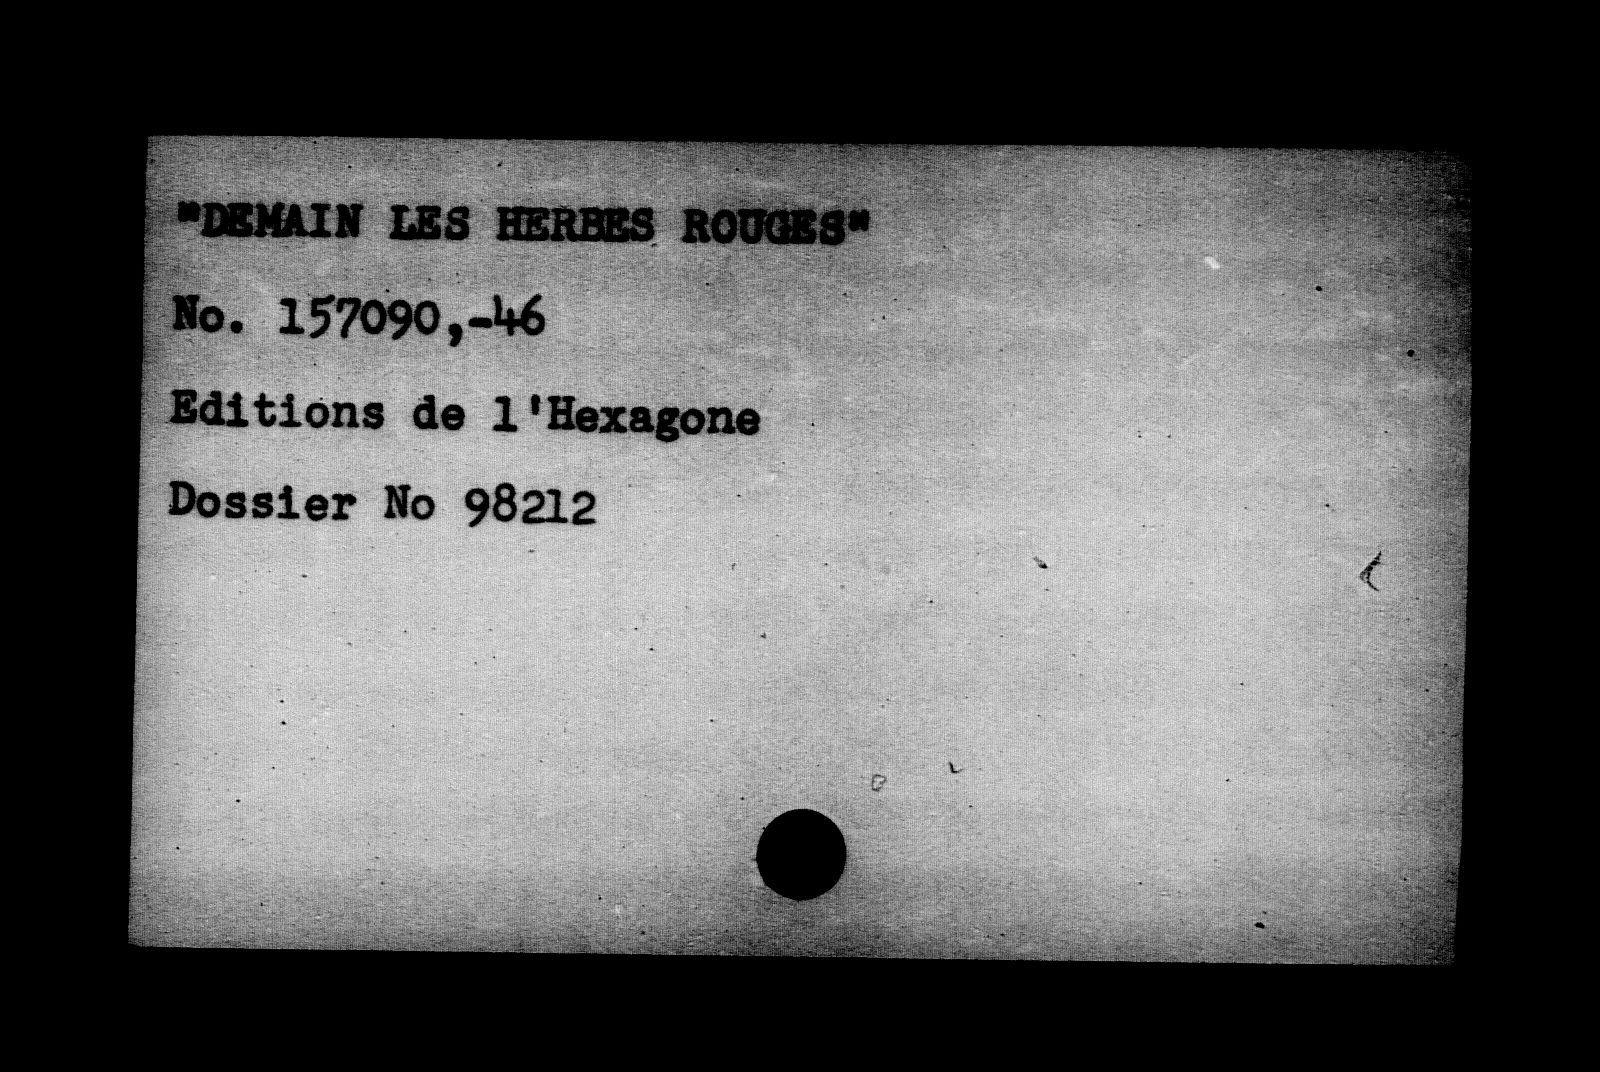 "DEMAIN LES HERBES ROUGES"
No. 157090,-46
Editions de l'Hexagone
Dossier No 98212